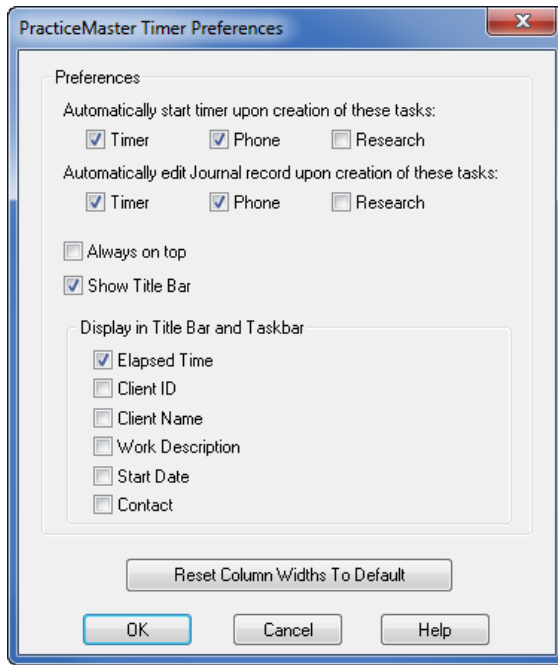 PracticeMaster Timer Preferences
Preferences
Automatically start timer upon creation of these tasks:
Timer Phone Research
Automatically edit Journal record upon creation of these tasks:
Timer Phone Research
Always on top
Show Title Bar
Display in Title Bar and Taskbar
Elapsed Time
Client ID
Client Name
Work Description
Start Date
Contact
Reset Column Widths To Default
OK Cancel Help